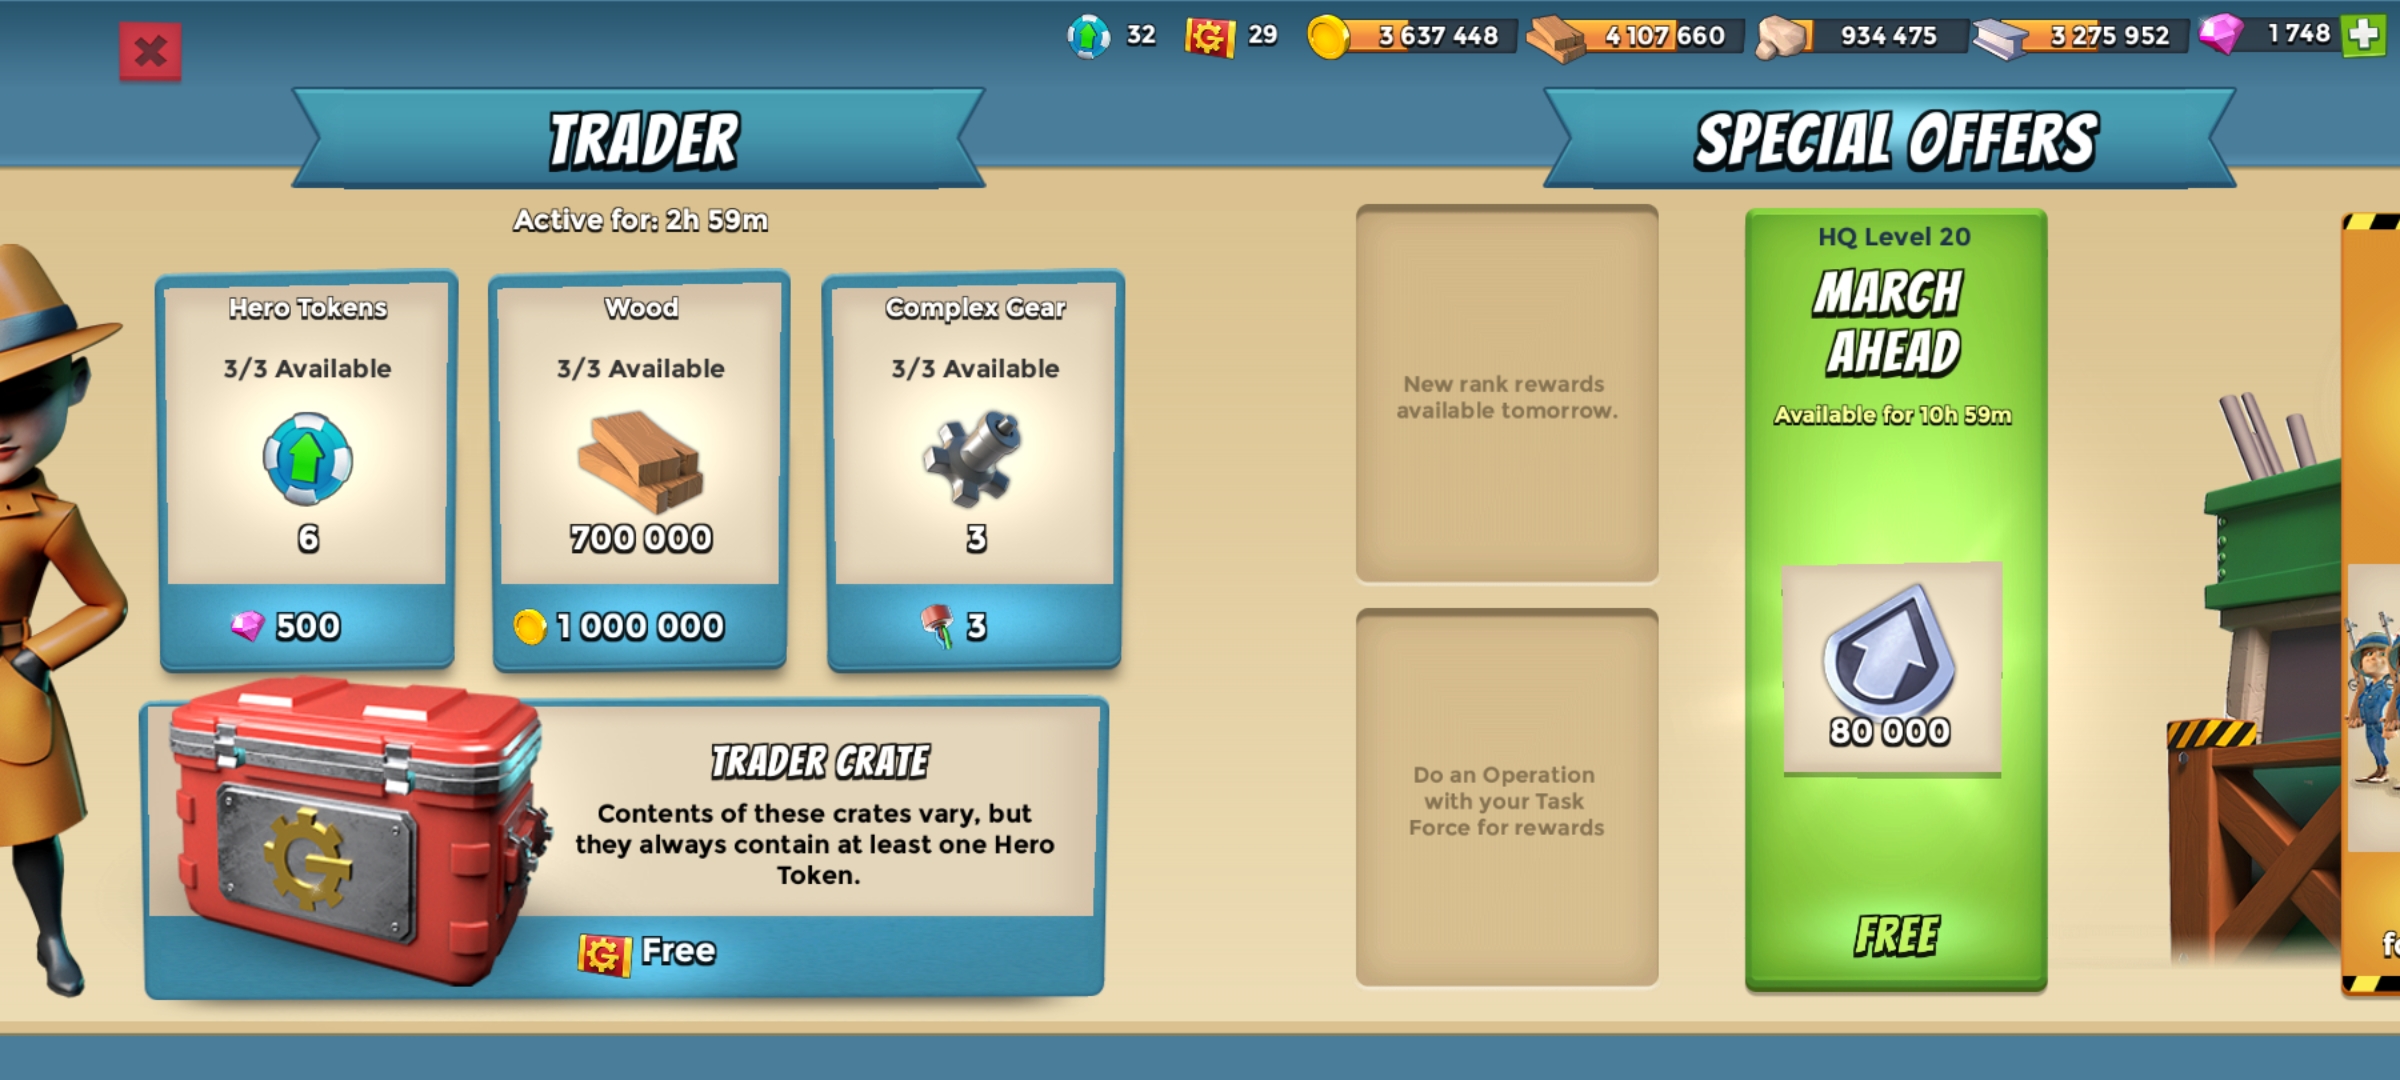 32
29
3 637 448
4 107 660
934 475
3 275 952
1 748
TRADER
Active for: 2h 59m
Hero Tokens
3/3 Available
6
500
Wood
3/3 Available
700 000
1 000 000
Complex Gear
3/3 Available
3
3
TRADER CRATE
Contents of these crates vary, but
they always contain at least one Hero
Token.
Free
SPECIAL OFFERS
New rank rewards
available tomorrow.
Do an Operation
with your Task
Force for rewards
HQ Level 20
MARCH
AHEAD
Available for 10h 59m
80 000
FREE